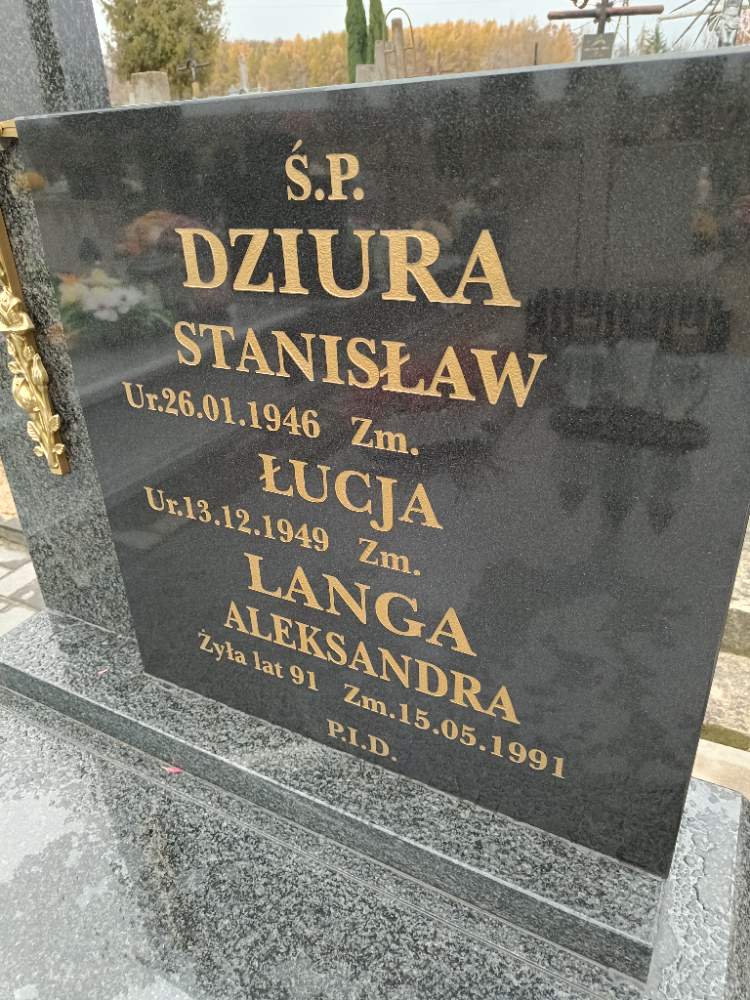 Ś.P.
DZIURA
STANISŁAW
Ur.26.01.1946 Zm.
ŁUCJA
Ur.13.12.1949 Zm.
LANGA
ALEKSANDRA
Żyła lat 91 Zm.15.05.1991
P.I.D.